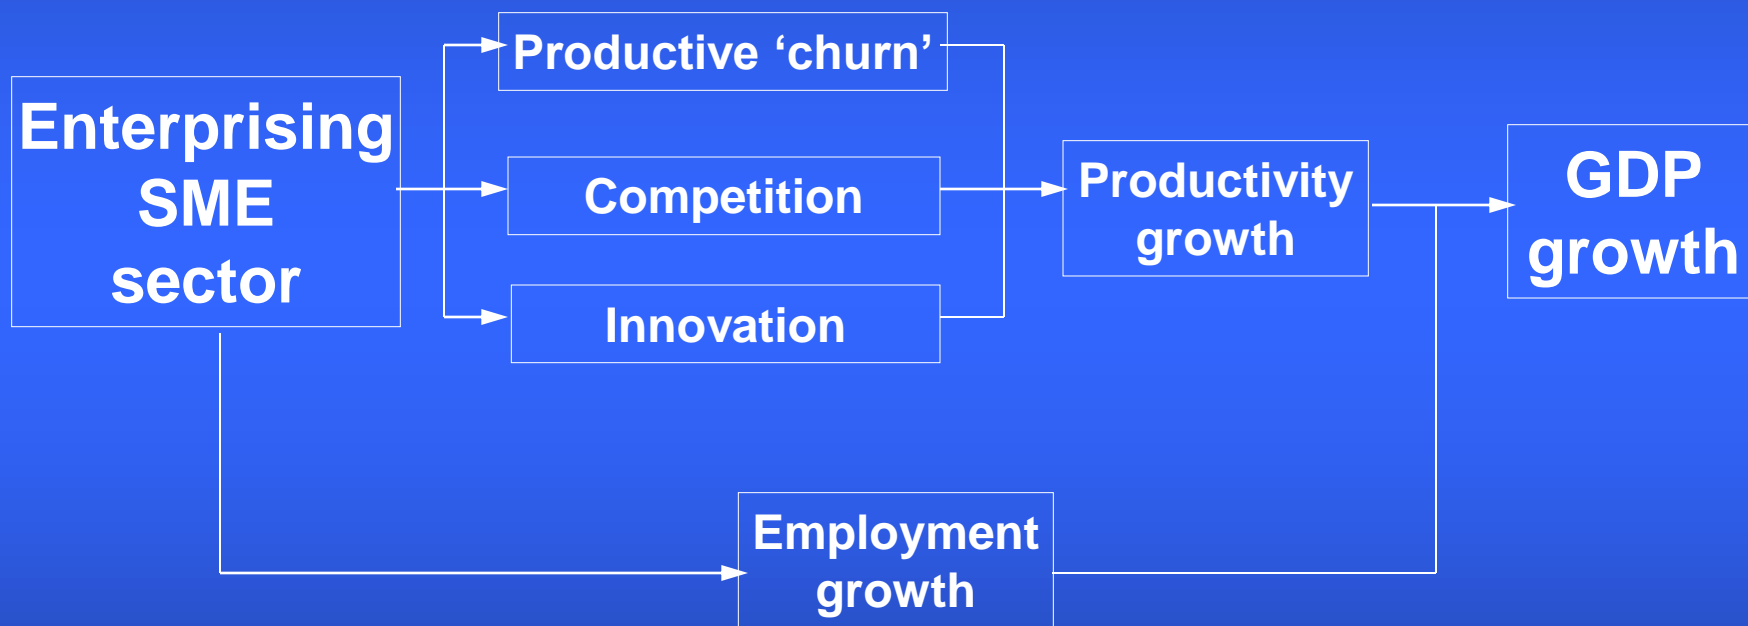 Enterprising
SME
sector
Productive ‘churn’
Competition
Innovation
Productivity
growth
GDP
growth
Employment
growth